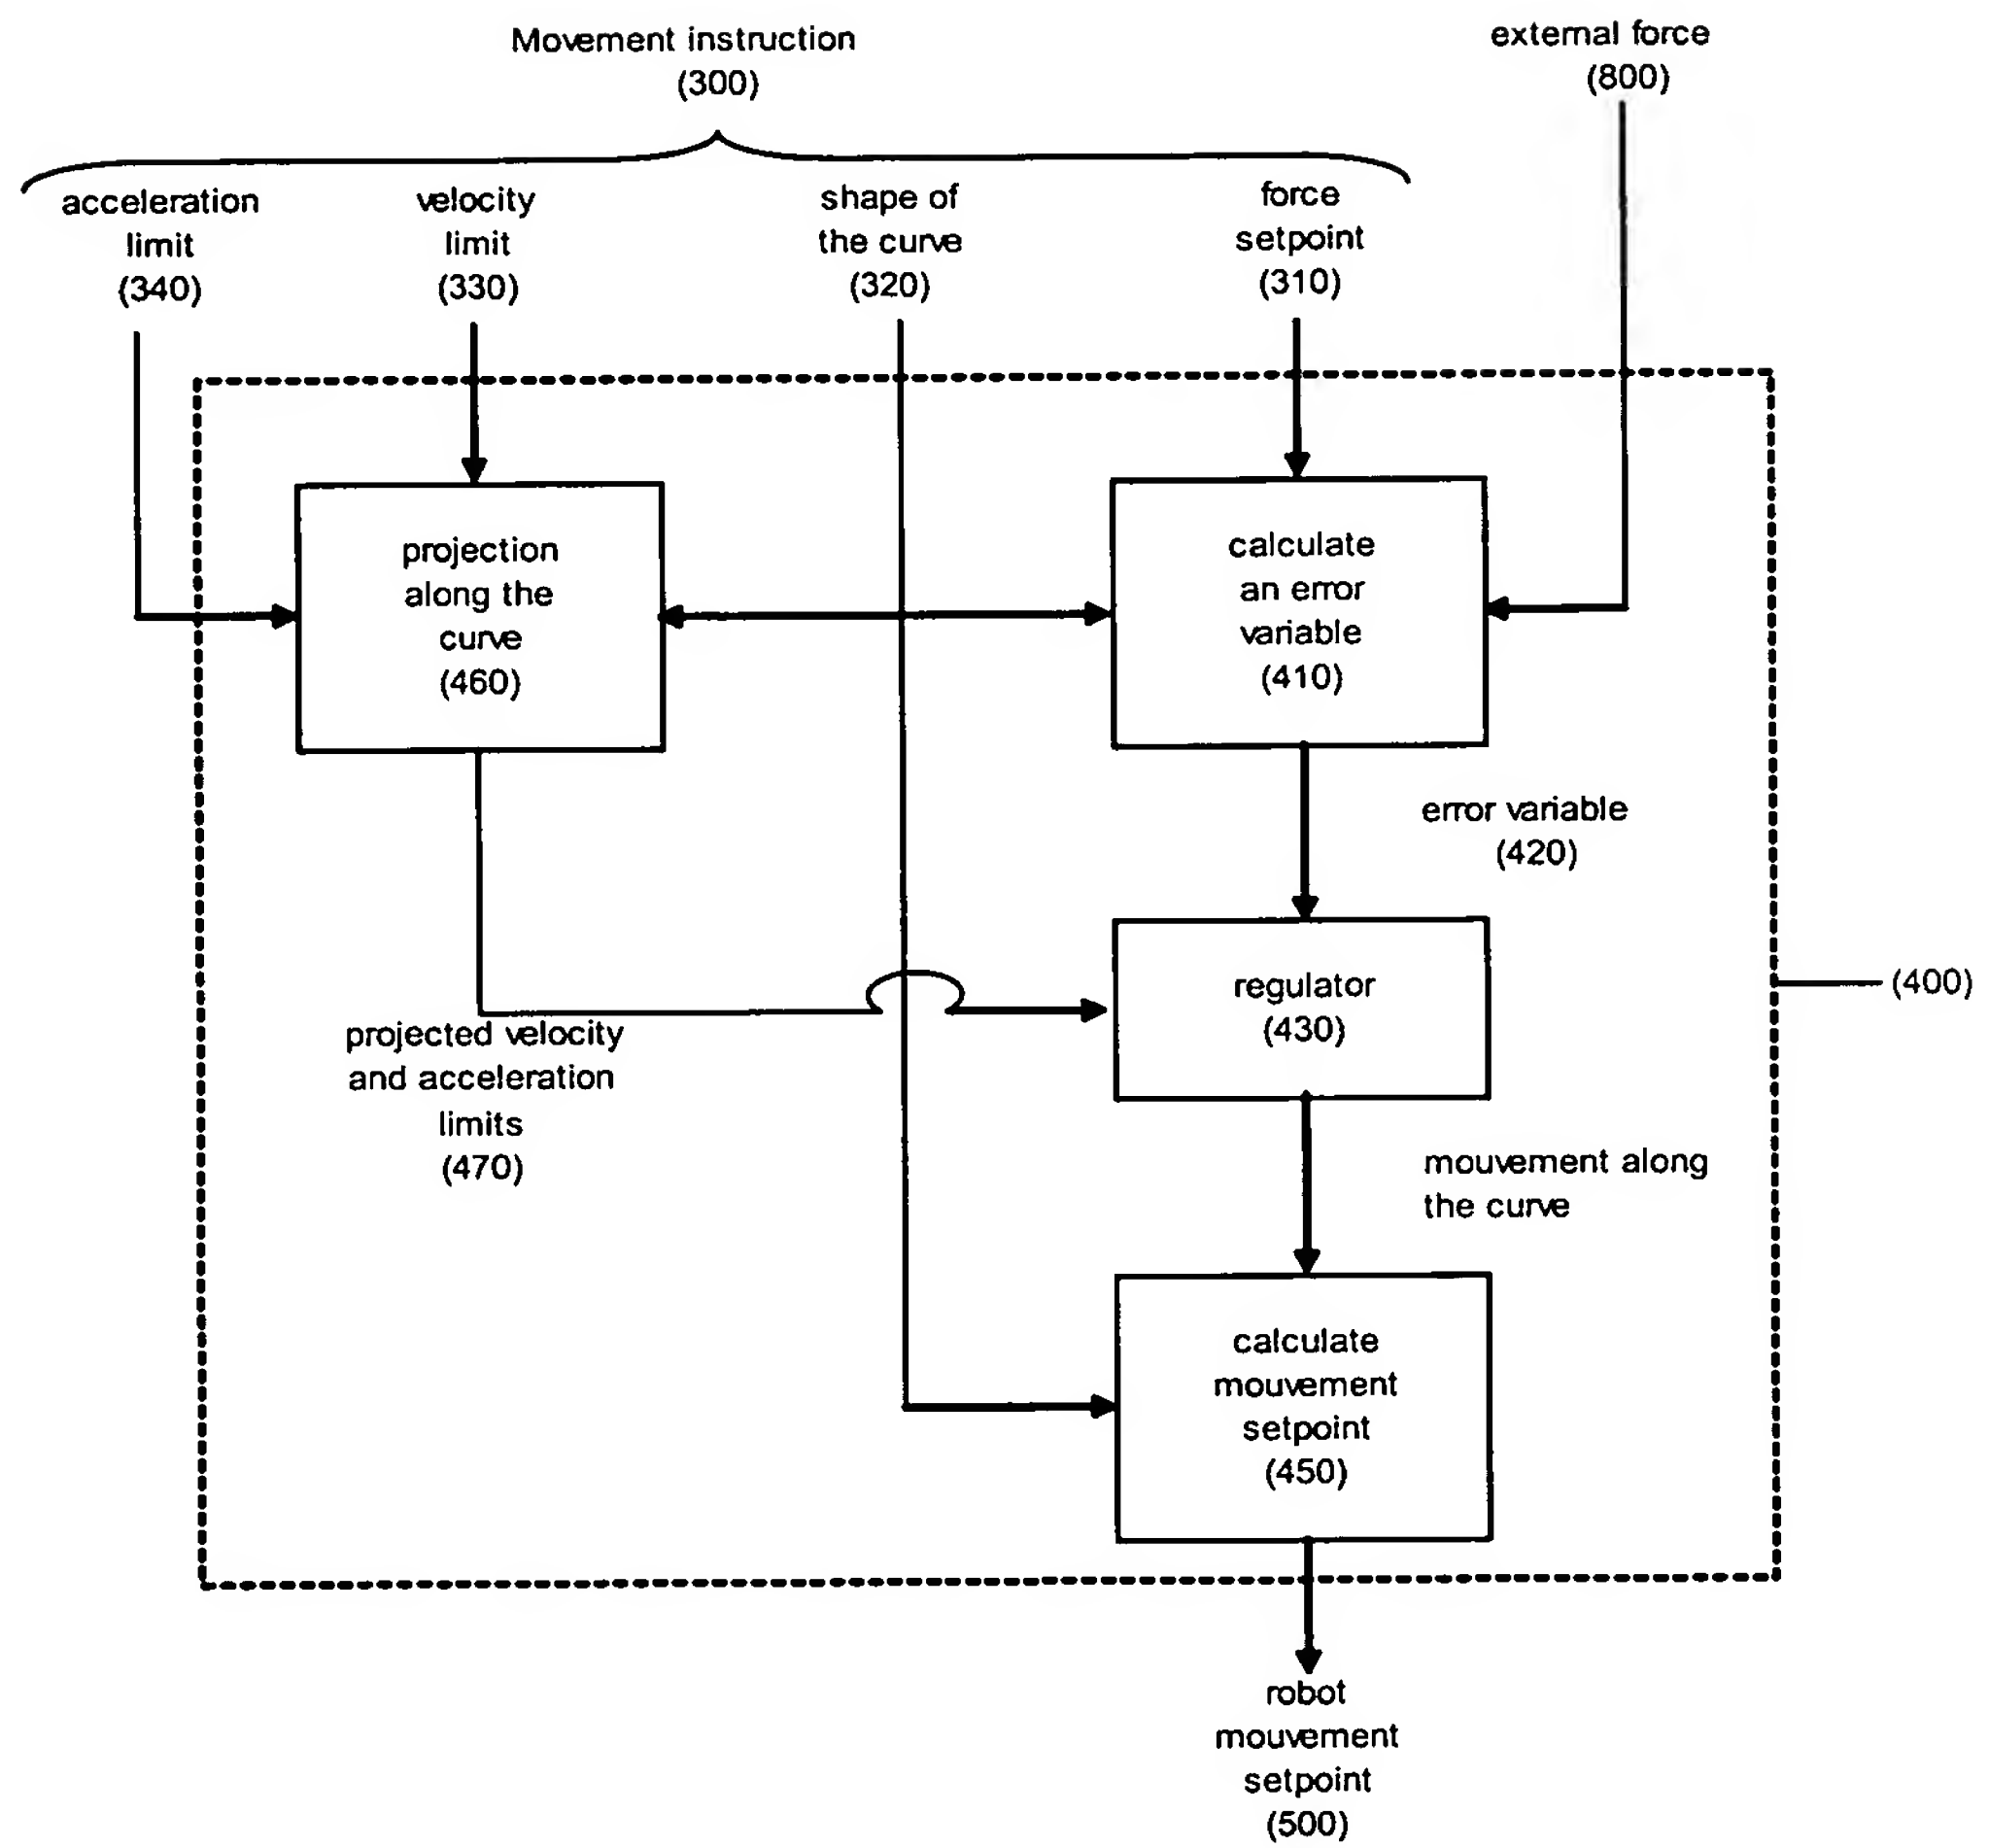 Movement instruction
(300)
external force
(800)
acceleration
limit
(340)
velocity
limit
(330)
shape of
the curve
(320)
force
setpoint
(310)
projection
along the
curve
(460)
calculate
an error
variable
(410)
error variable
(420)
regulator
(430)
(400)
projected velocity
and acceleration
limits
(470)
mouvement along
the curve
calculate
mouvement
setpoint
(450)
robot
mouvement
setpoint
(500)